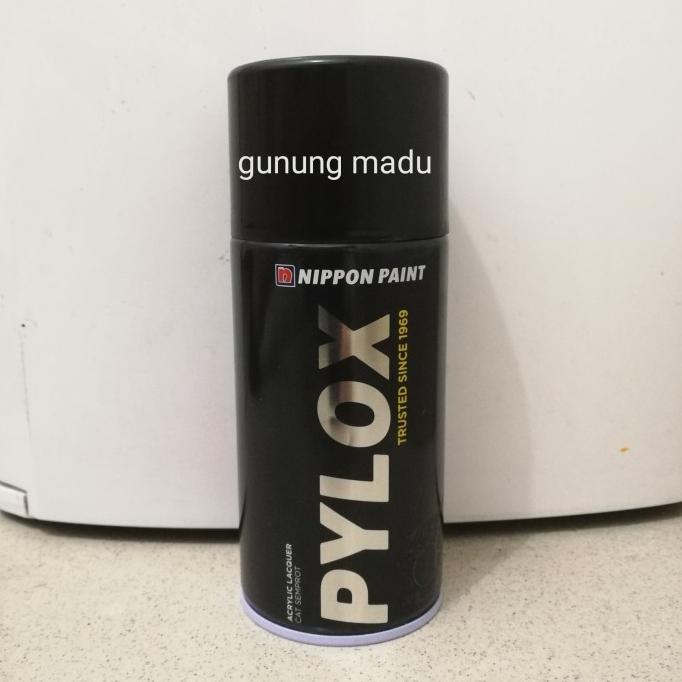 gunung madu
n NIPPON PAINT
PYLOX
TRUSTED SINCE 1969
ACRYLIC LACQUER
CAT SEMPROT